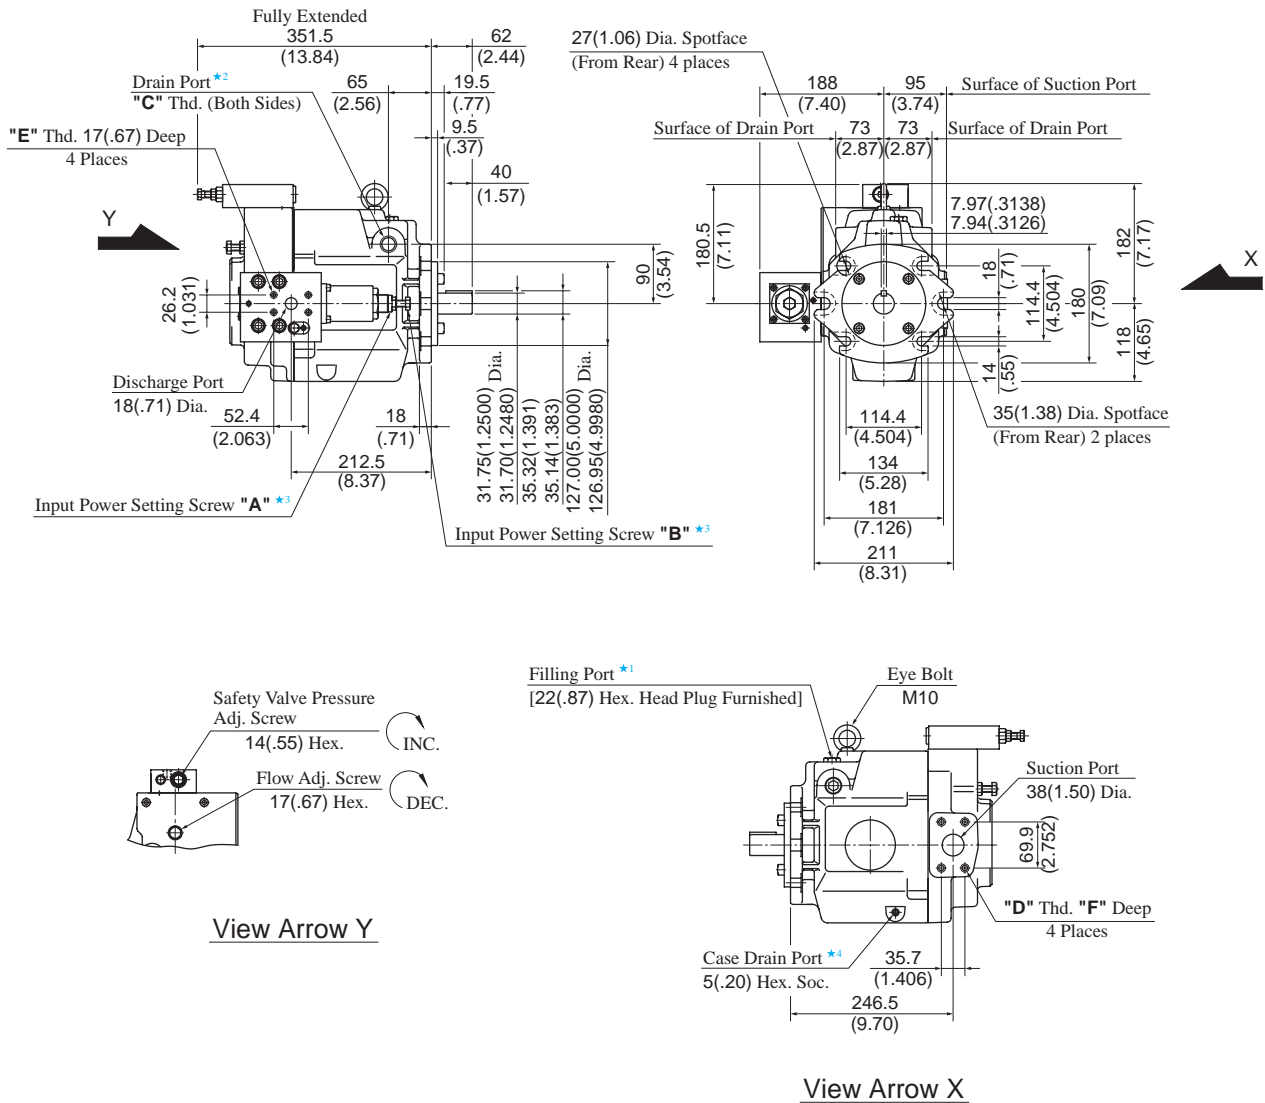 Fully Extended
351.5
(13.84)
62
(2.44)
Drain Port★2
"C" Thd. (Both Sides)
65
(2.56)
19.5
(.77)
"E" Thd. 17(.67) Deep
4 Places
9.5
(.37)
40
(1.57)
Y
26.2
(1.031)
90
(3.54)
Discharge Port
18(.71) Dia.
52.4
(2.063)
18
(.71)
212.5
(8.37)
31.75(1.2500) Dia.
31.70(1.2480)
35.32(1.391)
35.14(1.383)
127.00(5.0000) Dia.
126.95(4.9980)
Input Power Setting Screw "A" ★3
Input Power Setting Screw "B" ★3
27(1.06) Dia. Spotface
(From Rear) 4 places
188
(7.40)
95
(3.74)
Surface of Suction Port
Surface of Drain Port
73
(2.87)
73
(2.87)
Surface of Drain Port
180.5
(7.11)
7.97(.3138)
7.94(.3126)
182
(7.17)
18
(.71)
114.4
(4.504)
180
(7.09)
118
(4.65)
X
14
(.55)
114.4
(4.504)
35(1.38) Dia. Spotface
(From Rear) 2 places
134
(5.28)
181
(7.126)
211
(8.31)
Safety Valve Pressure
Adj. Screw
14(.55) Hex.
INC.
Flow Adj. Screw
17(.67) Hex.
DEC.
View Arrow Y
Filling Port ★1
[22(.87) Hex. Head Plug Furnished]
Eye Bolt
M10
Suction Port
38(1.50) Dia.
69.9
(2.752)
"D" Thd. "F" Deep
4 Places
Case Drain Port ★4
5(.20) Hex. Soc.
35.7
(1.406)
246.5
(9.70)
View Arrow X